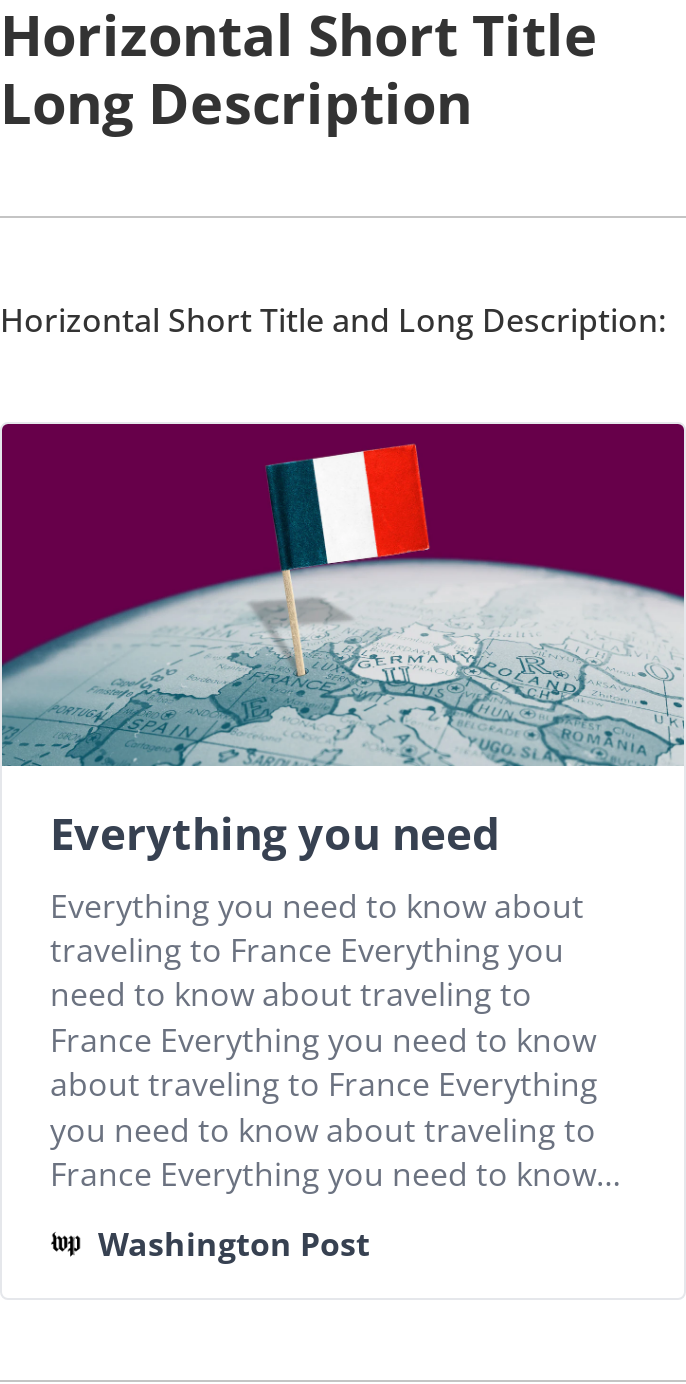 Horizontal Short Title
Long Description
Horizontal Short Title and Long Description:
GERMANY
POLAND
FRANCE
SPAIN
PORTUGAL
HUN
ROMANIA
YUGO. SLA.
Everything you need
Everything you need to know about
traveling to France Everything you
need to know about traveling to
France Everything you need to know
about traveling to France Everything
you need to know about traveling to
France Everything you need to know...
wp Washington Post